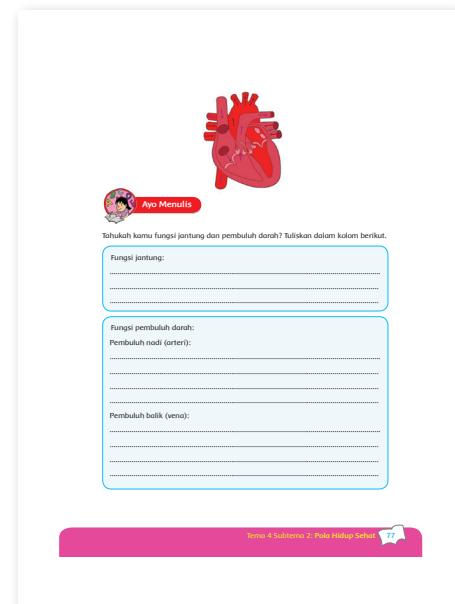 Ayo Menulis
Tahukah kamu fungsi jantung dan pembuluh darah? Tuliskan dalam kolom berikut.
Fungsi jantung:
Fungsi pembuluh darah:
Pembuluh nadi (arteri):
Pembuluh balik (vena):
Tema 4 Subtema 2: Pola Hidup Sehat 77